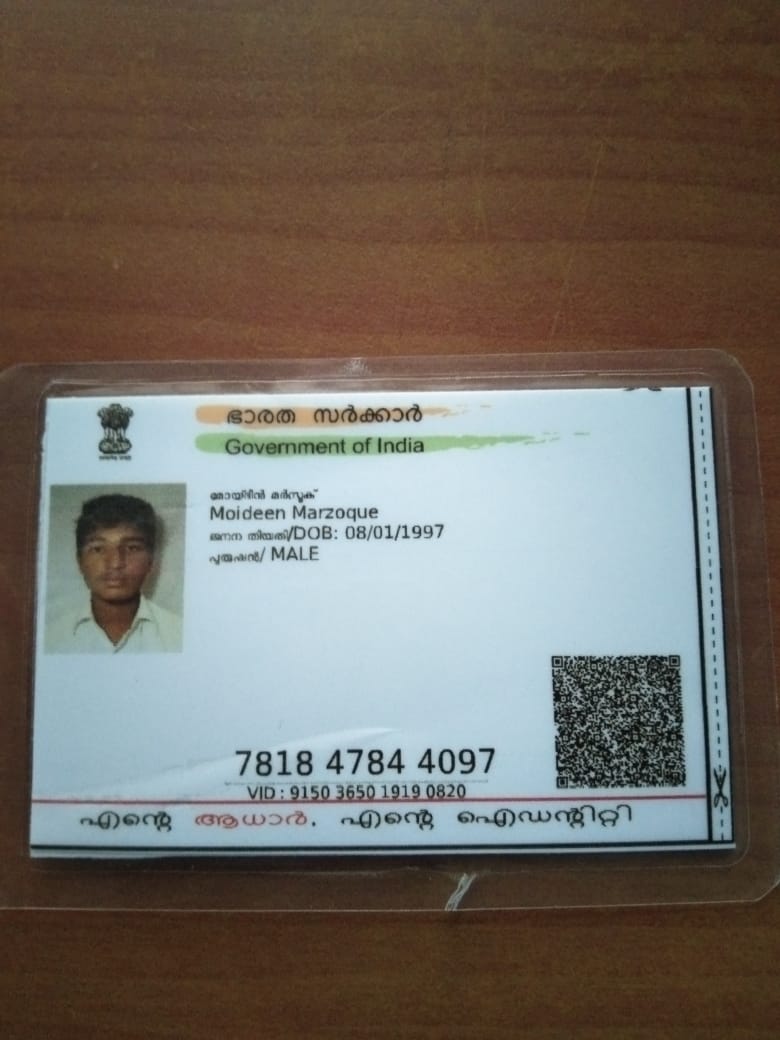 ഭാരത സർക്കാർ
Government of India
മോയിദീൻ മർസൂക്
Moideen Marzoque
ജനന തിയതി/DOB: 08/01/1997
പുരുഷൻ/ MALE
7818 4784 4097
VID : 9150 3650 1919 0820
എന്റെ ആധാർ, എന്റെ ഐഡന്റിറ്റി